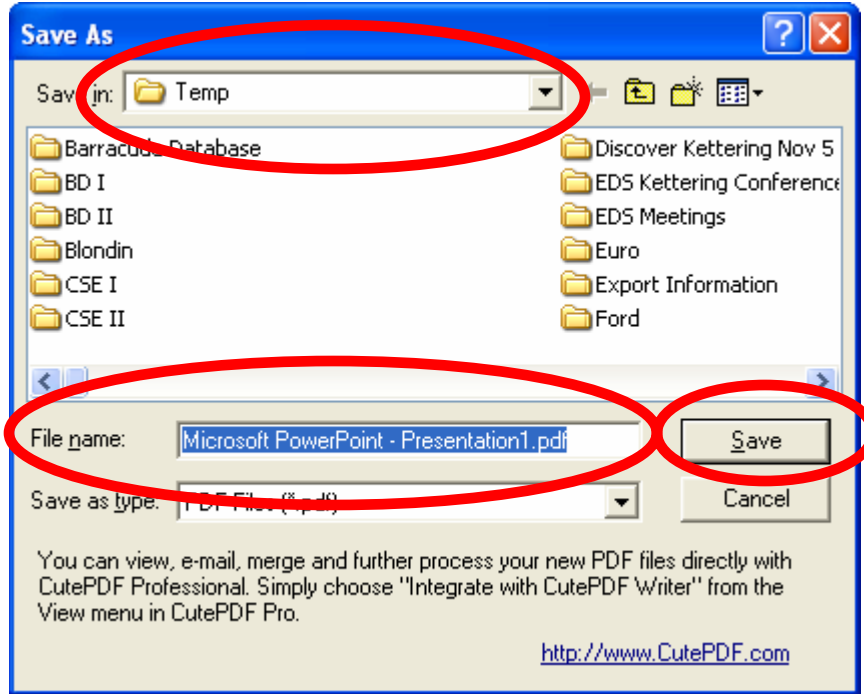 Save As
Save in: Temp
Barracuda Database
BD I
BD II
Blondin
CSE I
CSE II
Discover Kettering Nov 5
EDS Kettering Conference
EDS Meetings
Euro
Export Information
Ford
File name: Microsoft PowerPoint - Presentation1.pdf
Save
Save as type: PDF Files (*.pdf)
Cancel
You can view, e-mail, merge and further process your new PDF files directly with
CutePDF Professional. Simply choose "Integrate with CutePDF Writer" from the
View menu in CutePDF Pro.
http://www.CutePDF.com